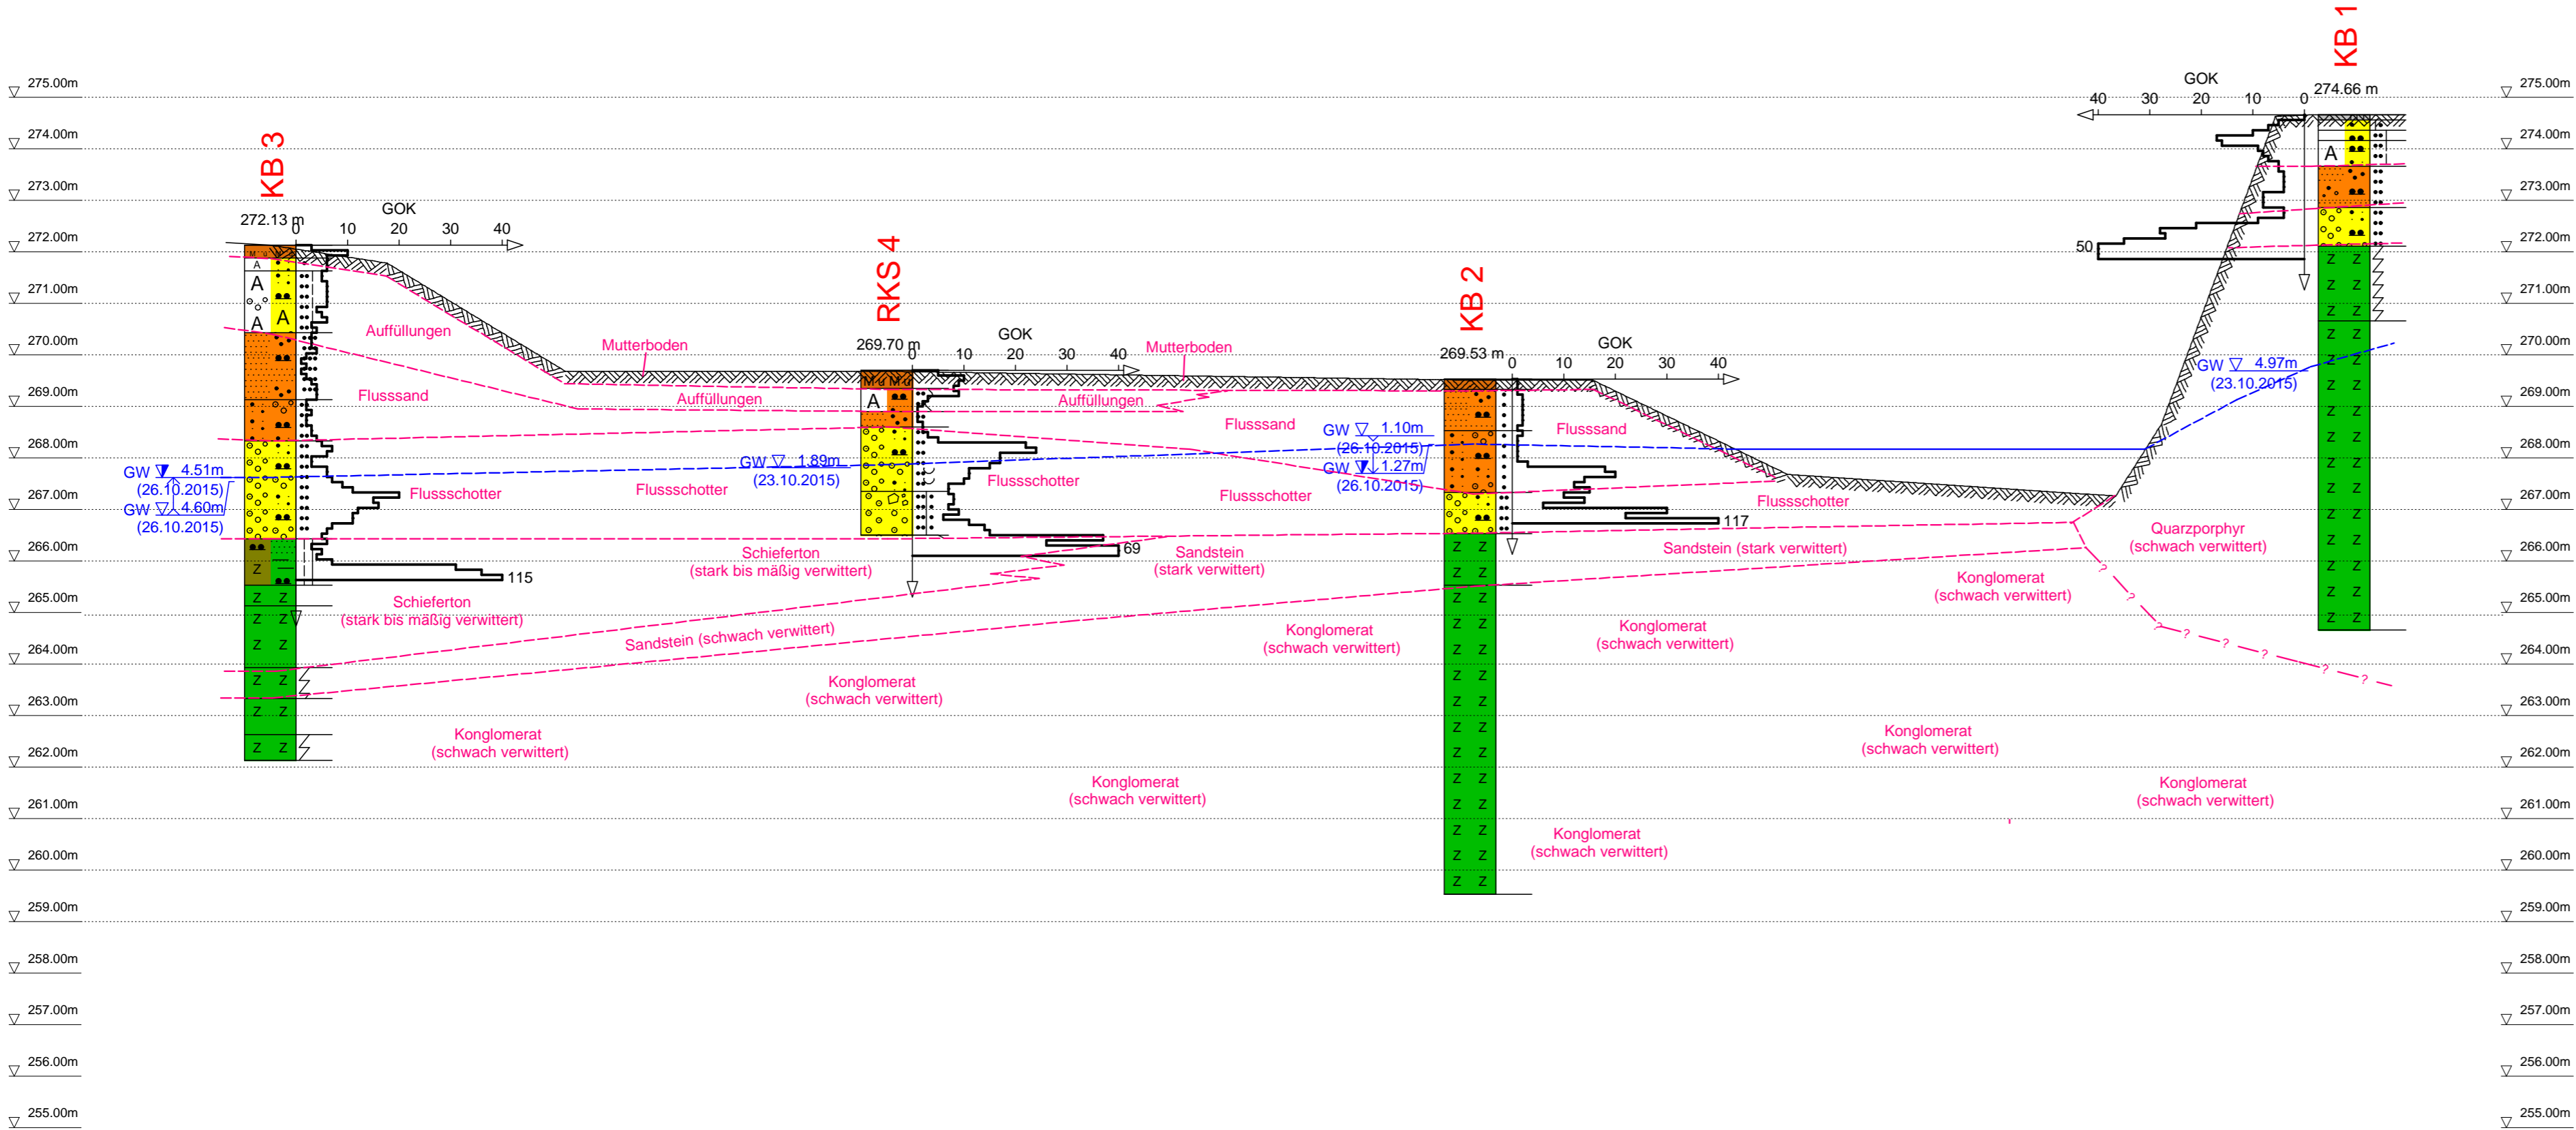 KB 1
GOK
274.66 m
40 30 20 10 0
275.00m
275.00m
274.00m
274.00m
KB 3
A
273.00m
273.00m
272.13 m
GOK
0 10 20 30 40
272.00m
272.00m
50
RKS 4
KB 2
A
A
A
A
271.00m
271.00m
Auffüllungen
Mutterboden
Mutterboden
270.00m
270.00m
269.70 m
GOK
0 10 20 30 40
269.53 m
GOK
0 10 20 30 40
GW 4.97m
(23.10.2015)
Mu Mu
A
Flusssand
Auffüllungen
Auffüllungen
269.00m
269.00m
Flusssand
Flusssand
GW 1.10m
(26.10.2015)
GW 1.27m
(26.10.2015)
268.00m
268.00m
GW 4.51m
(26.10.2015)
GW 4.60m
(26.10.2015)
GW 1.89m
(23.10.2015)
Flussschotter
Flussschotter
Flussschotter
Flussschotter
Flussschotter
267.00m
267.00m
117
Quarzporphyr
(schwach verwittert)
266.00m
266.00m
69
Schieferton
(stark bis mäßig verwittert)
Sandstein
(stark verwittert)
Sandstein (stark verwittert)
115
Konglomerat
(schwach verwittert)
265.00m
265.00m
Schieferton
(stark bis mäßig verwittert)
Sandstein (schwach verwittert)
Konglomerat
(schwach verwittert)
Konglomerat
(schwach verwittert)
264.00m
264.00m
Konglomerat
(schwach verwittert)
263.00m
263.00m
Konglomerat
(schwach verwittert)
Konglomerat
(schwach verwittert)
262.00m
262.00m
Konglomerat
(schwach verwittert)
Konglomerat
(schwach verwittert)
261.00m
261.00m
Konglomerat
(schwach verwittert)
260.00m
260.00m
259.00m
259.00m
258.00m
258.00m
257.00m
257.00m
256.00m
256.00m
255.00m
255.00m